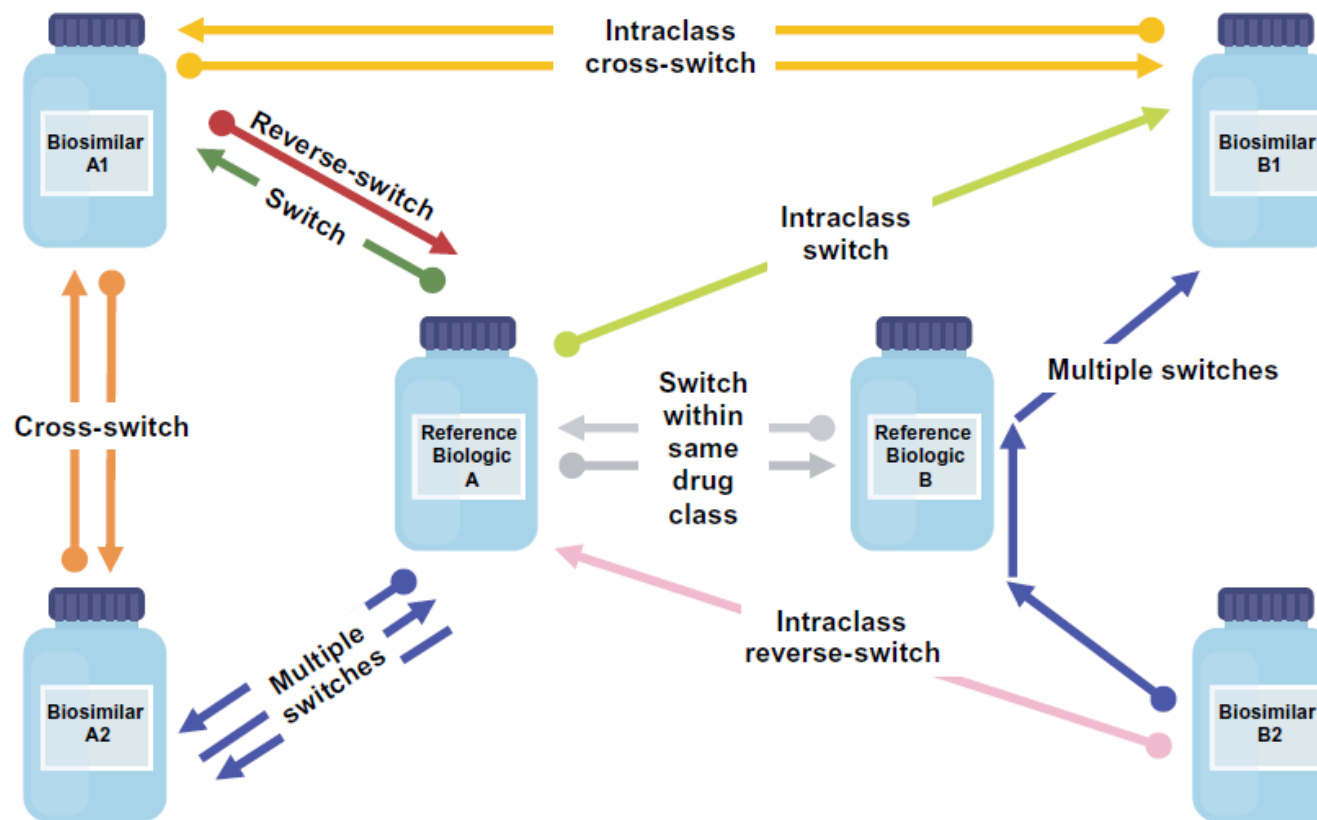 Intraclass
cross-switch
Biosimilar
A1
Biosimilar
B1
Reverse-switch
Switch
Intraclass
switch
Cross-switch
Reference
Biologic
A
Switch
within
same
drug
class
Reference
Biologic
B
Multiple switches
Multiple
switches
Intraclass
reverse-switch
Biosimilar
A2
Biosimilar
B2